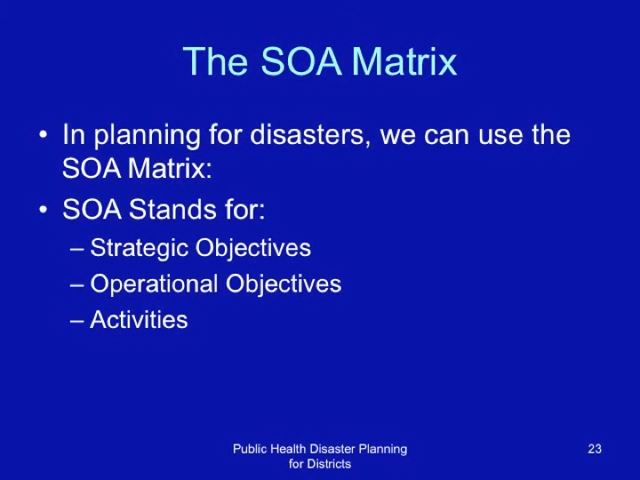 The SOA Matrix
• In planning for disasters, we can use the
SOA Matrix:
• SOA Stands for:
– Strategic Objectives
– Operational Objectives
– Activities
Public Health Disaster Planning
for Districts
23